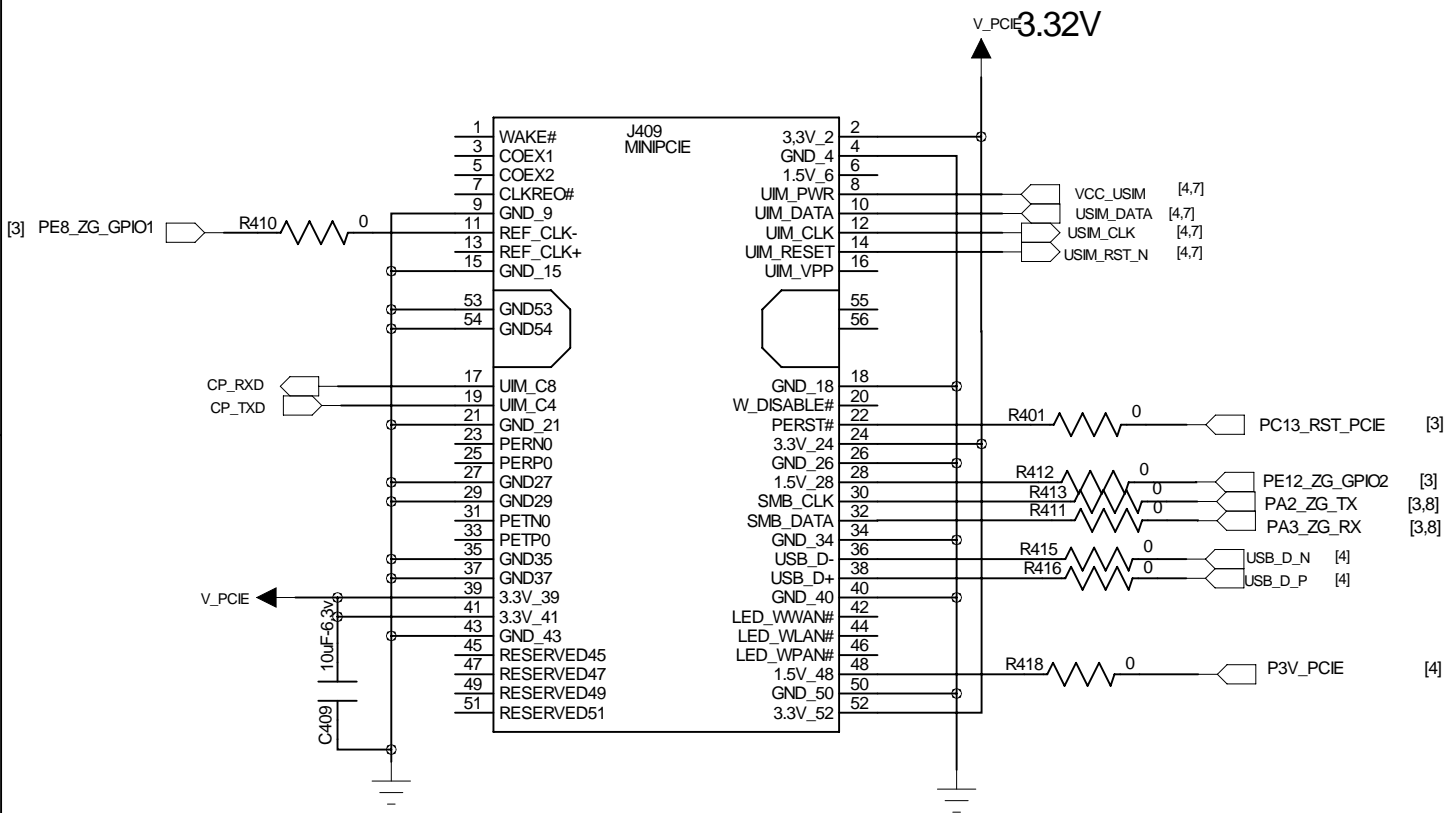 V_PCIE 3.32V
J409
MINIPCIE
1 WAKE#
3 COEX1
5 COEX2
7 CLKREO#
9 GND_9
[3] PE8_ZG_GPIO1 R410 0 11 REF_CLK-
13 REF_CLK+
15 GND_15
53 GND53
54 GND54
CP_RXD 17 UIM_C8
CP_TXD 19 UIM_C4
21 GND_21
23 PERN0
25 PERP0
27 GND27
29 GND29
31 PETN0
33 PETP0
35 GND35
37 GND37
V_PCIE 39 3.3V_39
41 3.3V_41
43 GND_43
45 RESERVED45
47 RESERVED47
49 RESERVED49
51 RESERVED51
10uF-6,3v
C409
3,3V_2 2
GND_4 4
1.5V_6 6
UIM_PWR 8 VCC_USIM [4,7]
UIM_DATA 10 USIM_DATA [4,7]
UIM_CLK 12 USIM_CLK [4,7]
UIM_RESET 14 USIM_RST_N [4,7]
UIM_VPP 16
55
56
GND_18 18
W_DISABLE# 20
PERST# 22 R401 0 PC13_RST_PCIE [3]
3.3V_24 24
GND_26 26
1.5V_28 28 R412 0 PE12_ZG_GPIO2 [3]
SMB_CLK 30 R413 0 PA2_ZG_TX [3,8]
SMB_DATA 32 R411 0 PA3_ZG_RX [3,8]
GND_34 34
USB_D- 36 R415 0 USB_D_N [4]
USB_D+ 38 R416 0 USB_D_P [4]
GND_40 40
LED_WWAN# 42
LED_WLAN# 44
LED_WPAN# 46
1.5V_48 48 R418 0 P3V_PCIE [4]
GND_50 50
3.3V_52 52